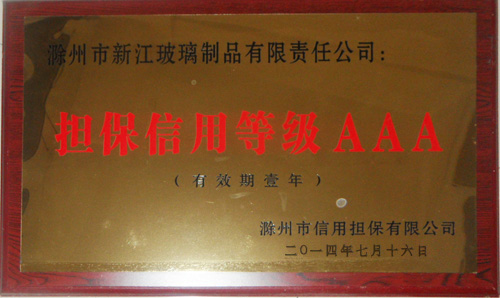 滁州市新江玻璃制品有限责任公司:
担保信用等级AAA
(有效期壹年)
滁州市信用担保有限公司
二〇一四年七月十六日